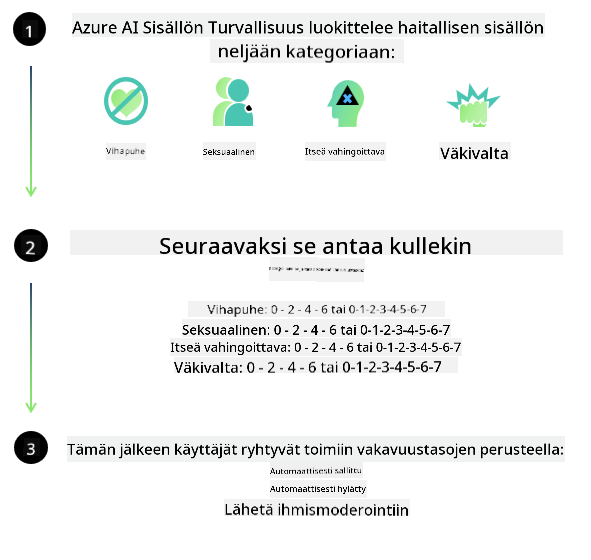 1
Azure AI Sisällön Turvallisuus luokittelee haitallisen sisällön
neljään kategoriaan:
Vihapuhe
Seksuaalinen
Itseä vahingoittava
Väkivalta
2
Seuraavaksi se antaa kullekin
Vihapuhe: 0 - 2 - 4 - 6 tai 0-1-2-3-4-5-6-7
Seksuaalinen: 0 - 2 - 4 - 6 tai 0-1-2-3-4-5-6-7
Itseä vahingoittava: 0 - 2 - 4 - 6 tai 0-1-2-3-4-5-6-7
Väkivalta: 0 - 2 - 4 - 6 tai 0-1-2-3-4-5-6-7
3
Tämän jälkeen käyttäjät ryhtyvät toimiin vakavuustasojen perusteella:
Automaattisesti sallittu
Automaattisesti hylätty
Lähetä ihmismoderointiin